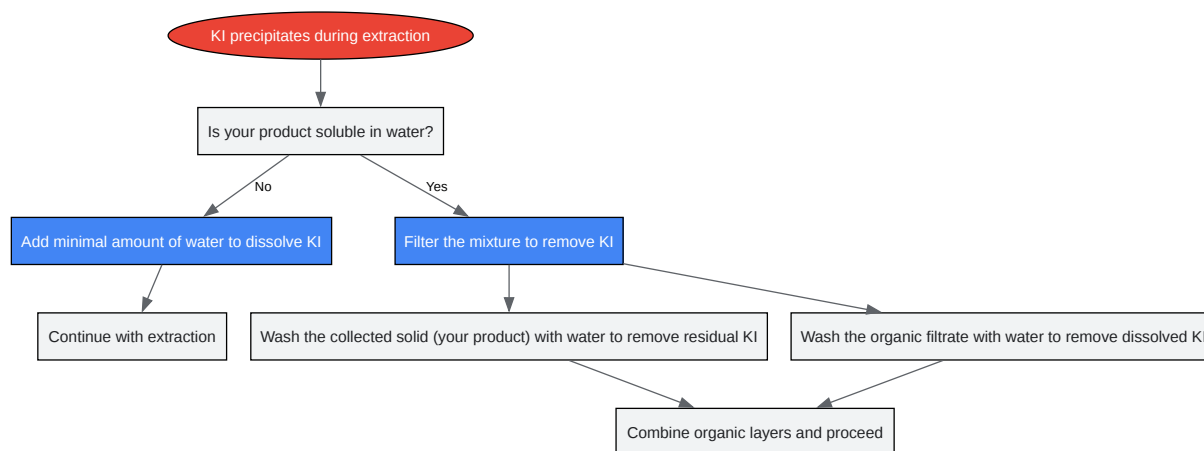 KI precipitates during extraction
Is your product soluble in water?
No
Yes
Add minimal amount of water to dissolve KI
Filter the mixture to remove KI
Continue with extraction
Wash the collected solid (your product) with water to remove residual KI
Wash the organic filtrate with water to remove dissolved KI
Combine organic layers and proceed